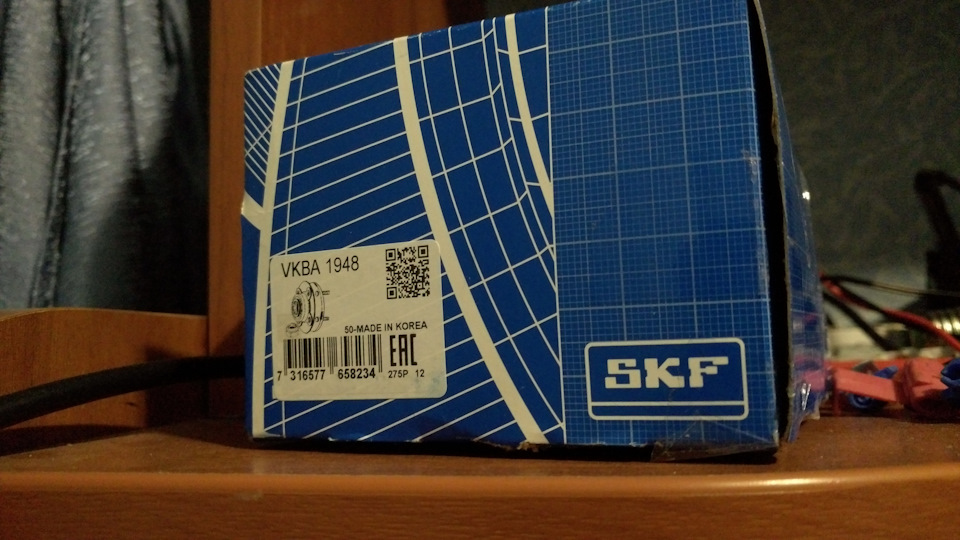 VKBA 1948
50-MADE IN KOREA
EAC
7 316577 658234
275P 12
SKF